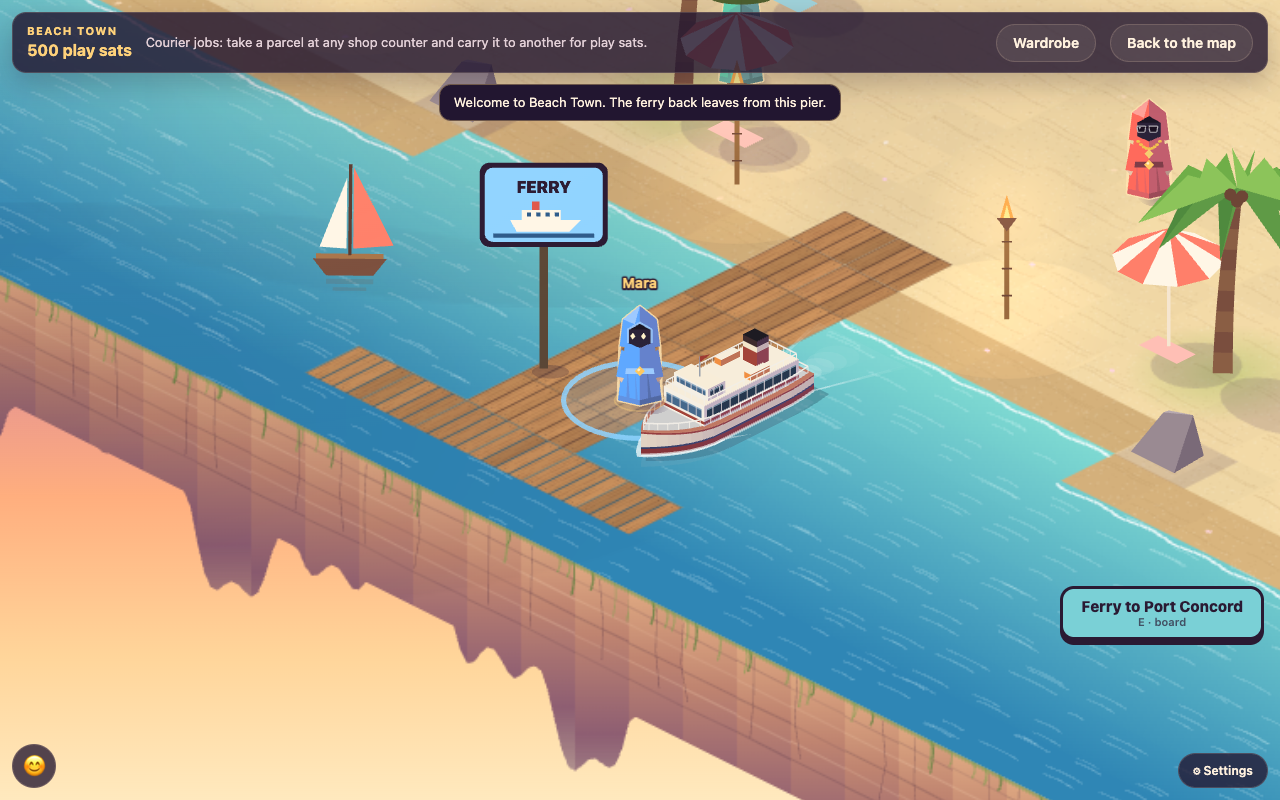 BEACH TOWN
500 play sats
Courier jobs: take a parcel at any shop counter and carry it to another for play sats.
Wardrobe
Back to the map
Welcome to Beach Town. The ferry back leaves from this pier.
FERRY
Mara
Ferry to Port Concord
E · board
Settings